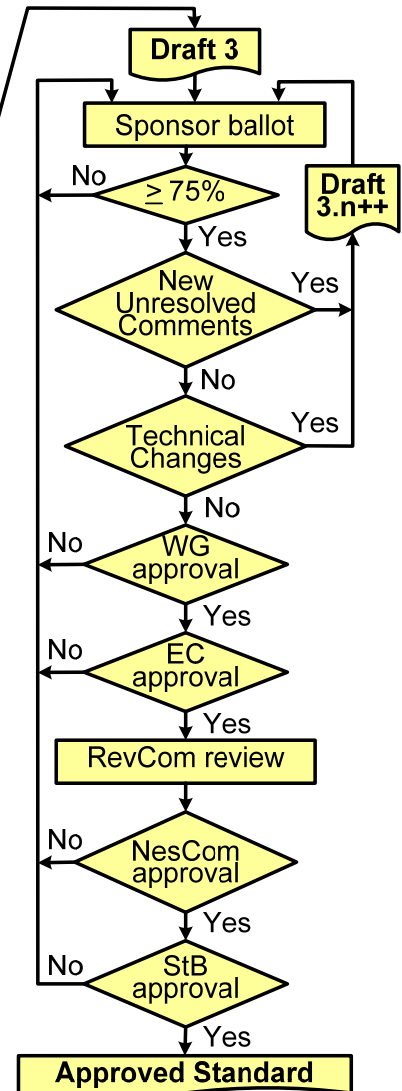 Draft 3
Sponsor ballot
No
≥ 75%
Draft
3.n++
Yes
New
Unresolved
Comments
Yes
No
Technical
Changes
Yes
No
WG
approval
No
Yes
EC
approval
No
Yes
RevCom review
NesCom
approval
No
Yes
StB
approval
No
Yes
Approved Standard